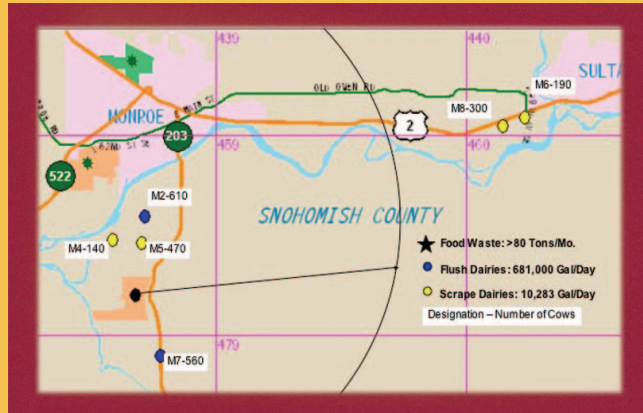 439
440
SULTA
M6-190
OLD OWEN RD
M8-300
MAIN ST
MONROE
203
2
459
460
522
M2-610
SNOHOMISH COUNTY
M4-140
M5-470
Food Waste: >80 Tons/Mo.
Flush Dairies: 681,000 Gal/Day
Scrape Dairies: 10,283 Gal/Day
Designation – Number of Cows
479
M7-560